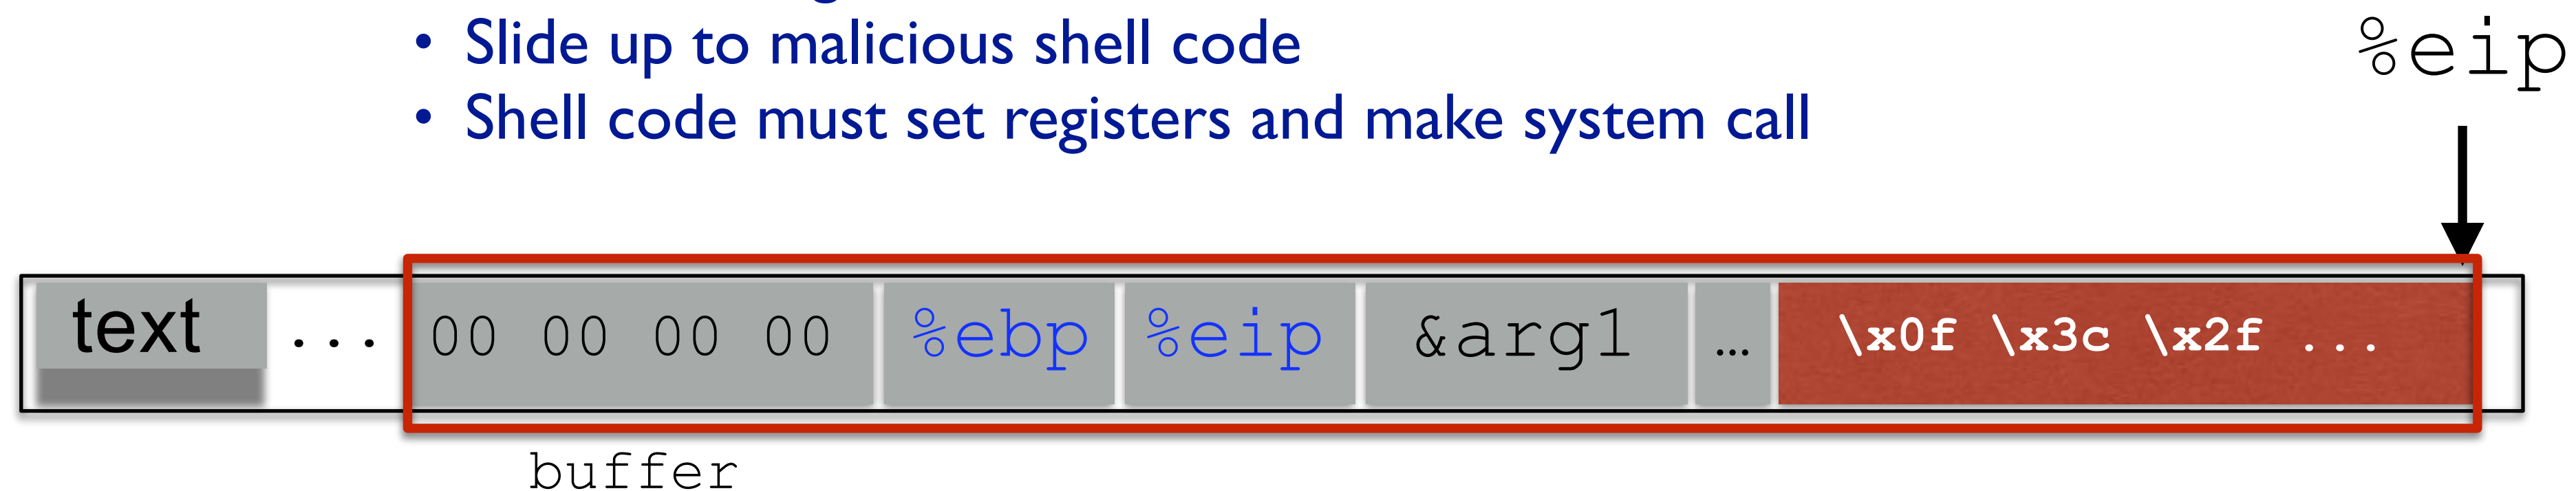 • Slide up to malicious shell code
• Shell code must set registers and make system call
%eip
text ... 00 00 00 00 %ebp %eip &arg1 … \x0f \x3c \x2f ...
buffer